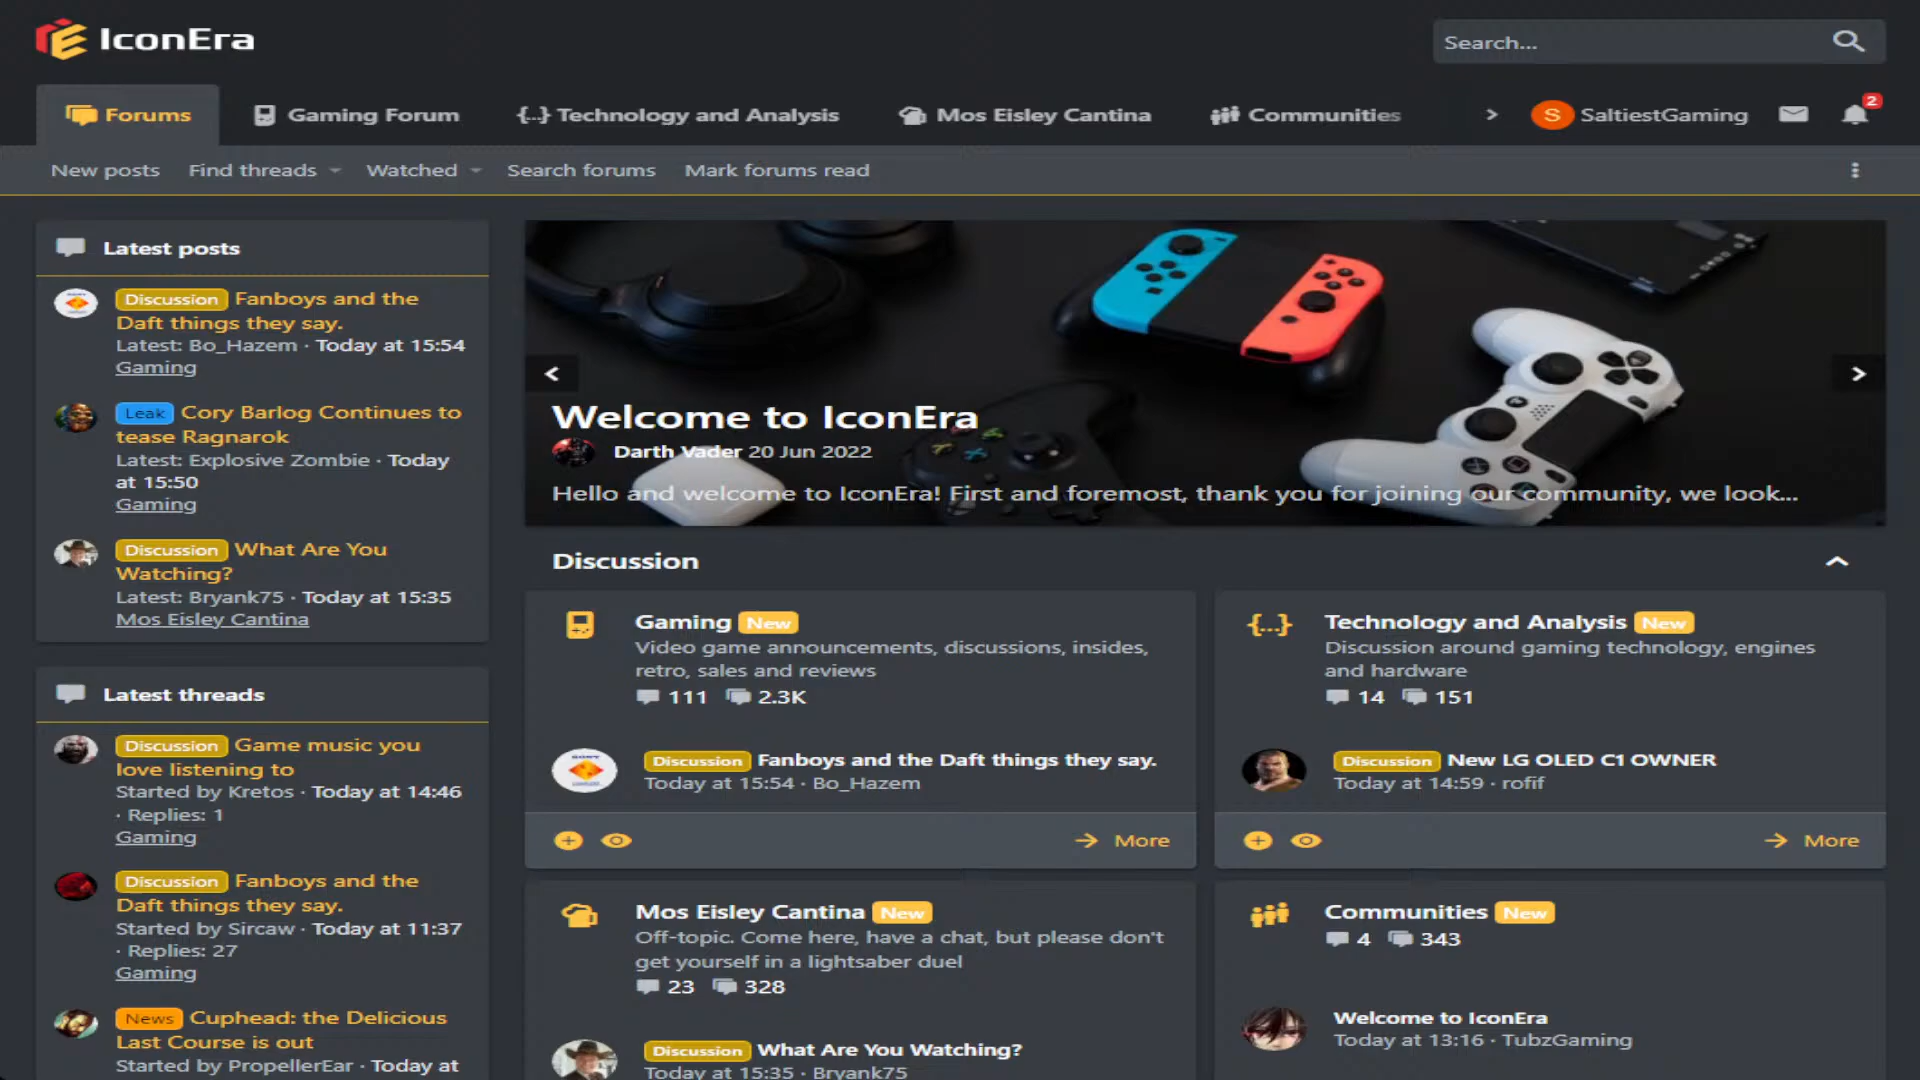 IconEra
Search...
Forums
Gaming Forum
Technology and Analysis
Mos Eisley Cantina
Communities
S
SaltiestGaming
2
New posts
Find threads
Watched
Search forums
Mark forums read
Latest posts
Discussion Fanboys and the
Daft things they say.
Latest: Bo_Hazem · Today at 15:54
Gaming
Leak Cory Barlog Continues to
tease Ragnarok
Latest: Explosive Zombie · Today
at 15:50
Gaming
Discussion What Are You
Watching?
Latest: Bryank75 · Today at 15:35
Mos Eisley Cantina
Latest threads
Discussion Game music you
love listening to
Started by Kretos · Today at 14:46
· Replies: 1
Gaming
Discussion Fanboys and the
Daft things they say.
Started by Sircaw · Today at 11:37
· Replies: 27
Gaming
News Cuphead: the Delicious
Last Course is out
Started by PropellerEar · Today at
Welcome to IconEra
Darth Vader 20 Jun 2022
Hello and welcome to IconEra! First and foremost, thank you for joining our community, we look...
Discussion
Gaming New
Video game announcements, discussions, insides,
retro, sales and reviews
111 2.3K
Discussion Fanboys and the Daft things they say.
Today at 15:54 · Bo_Hazem
More
Technology and Analysis New
Discussion around gaming technology, engines
and hardware
14 151
Discussion New LG OLED C1 OWNER
Today at 14:59 · rofif
More
Mos Eisley Cantina New
Off-topic. Come here, have a chat, but please don't
get yourself in a lightsaber duel
23 328
Discussion What Are You Watching?
Today at 15:35 · Bryank75
Communities New
4 343
Welcome to IconEra
Today at 13:16 · TubzGaming